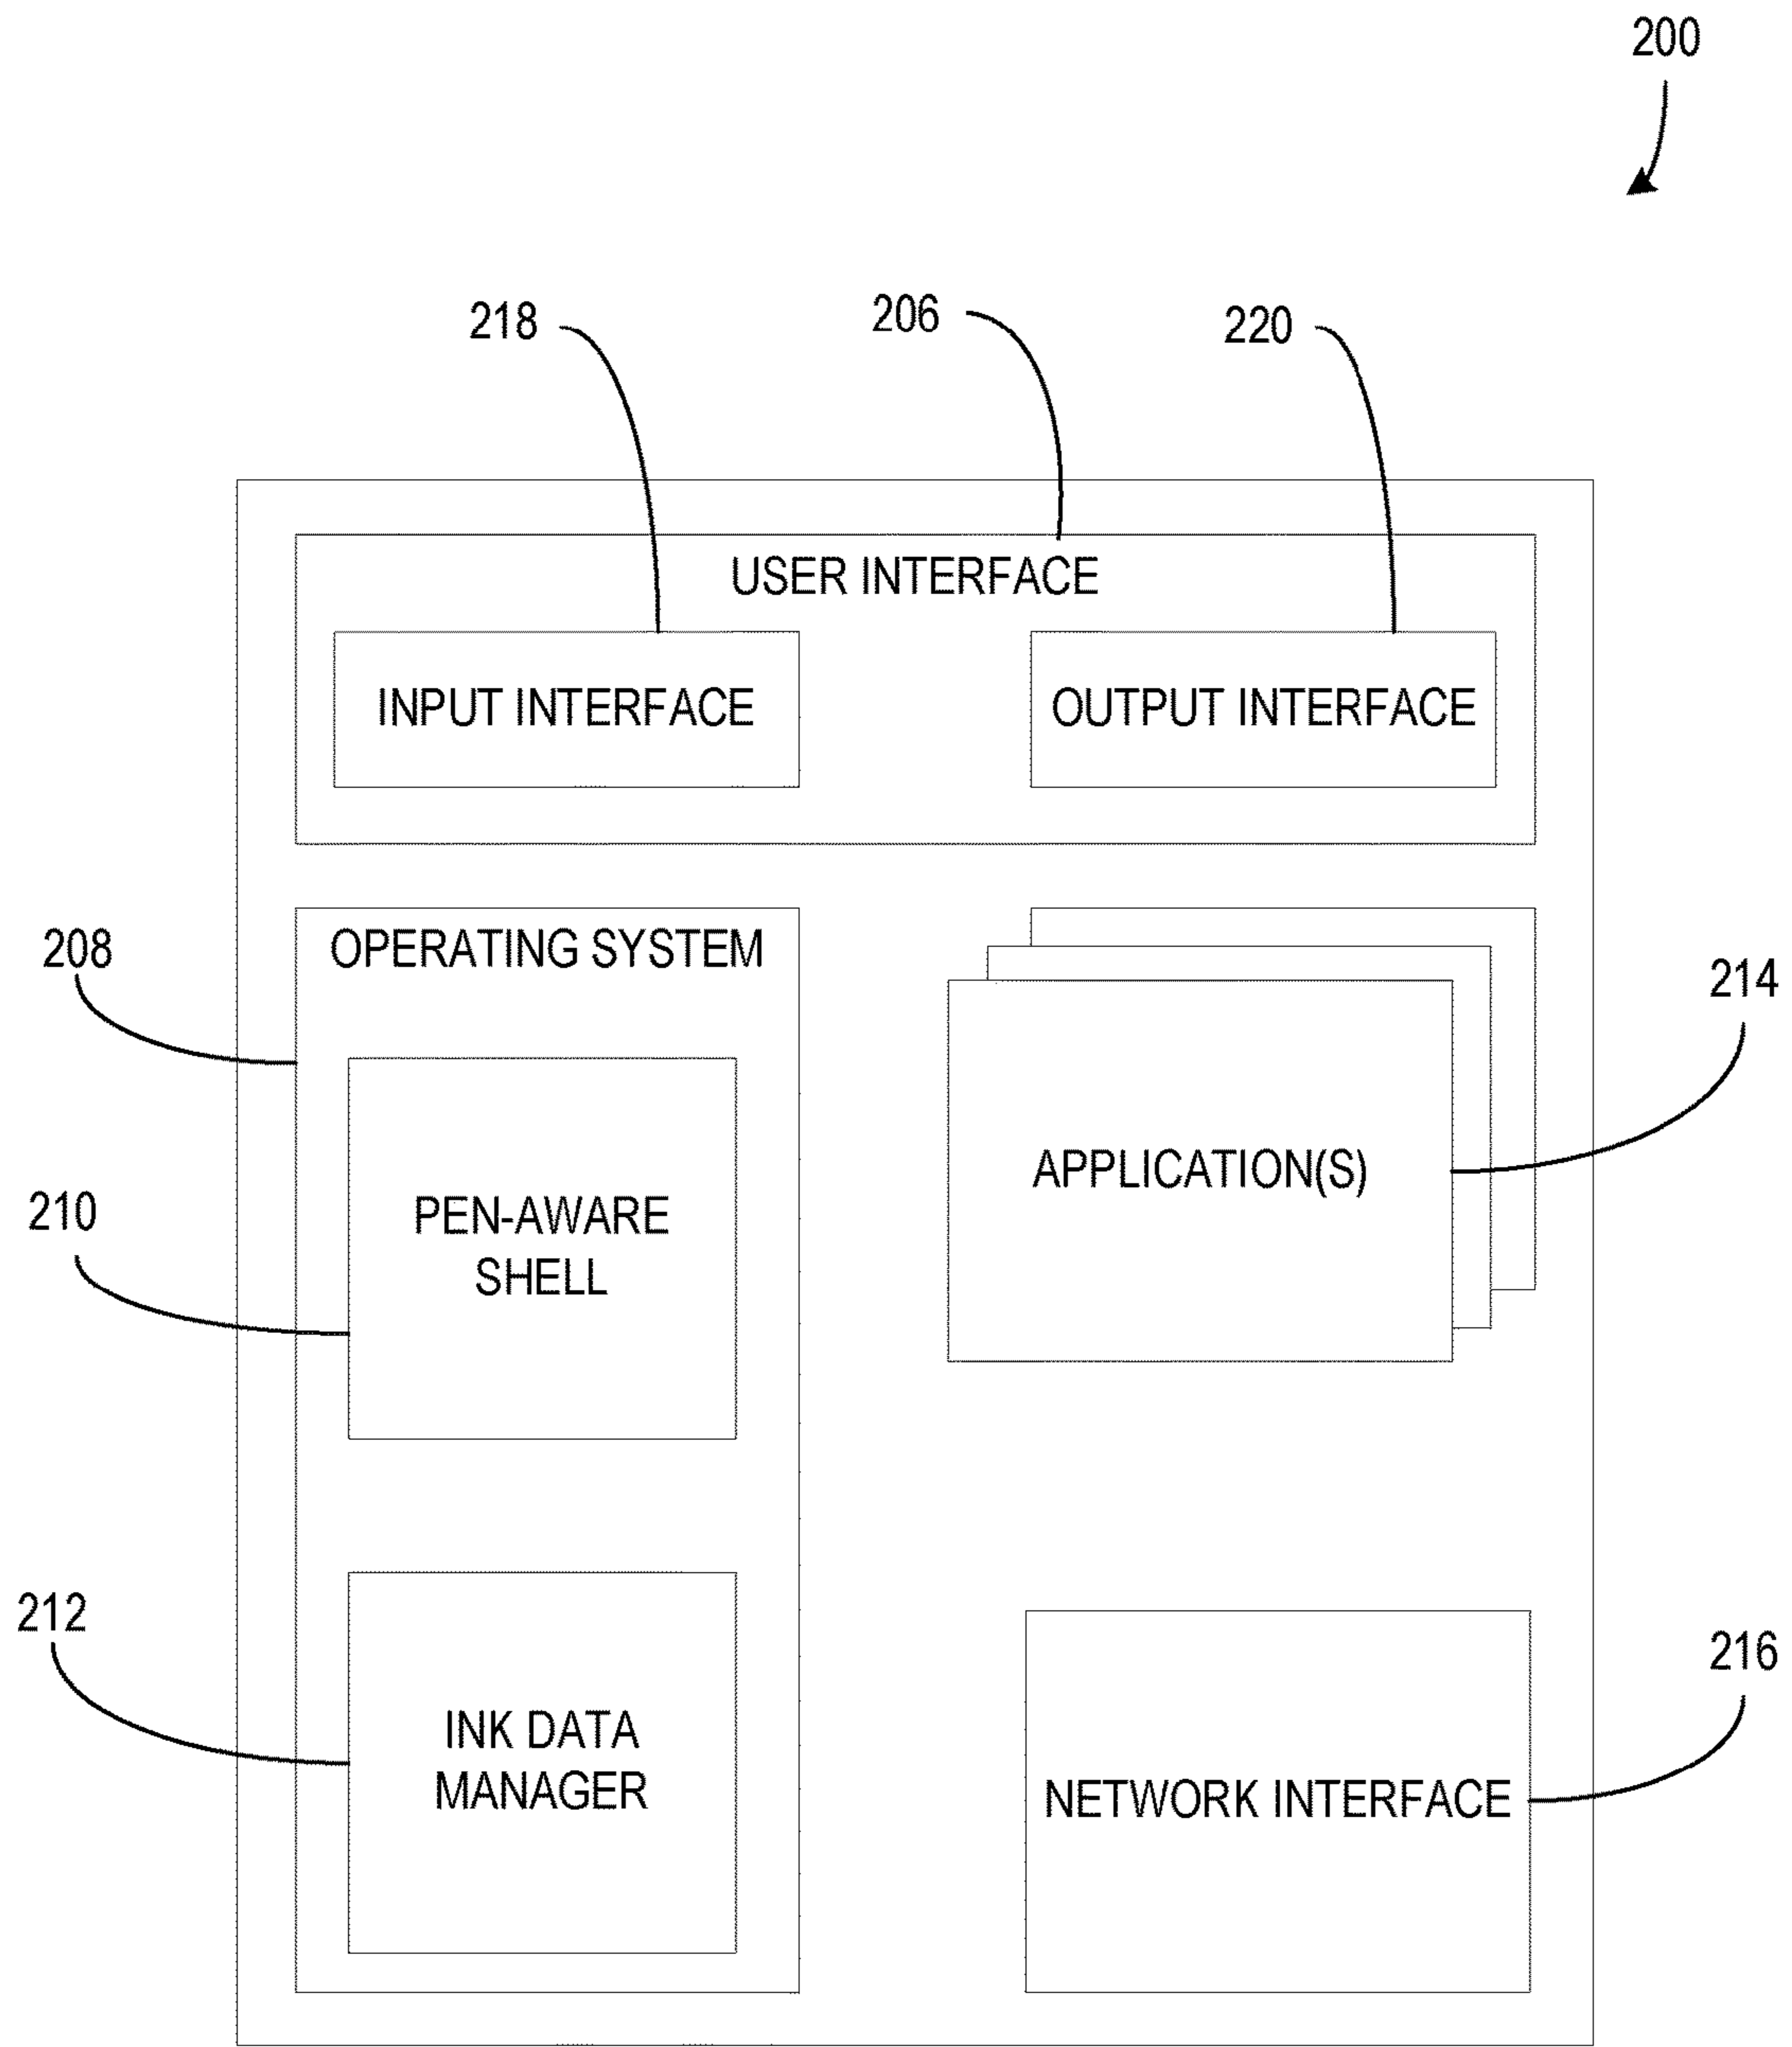 200
218
206
220
USER INTERFACE
INPUT INTERFACE
OUTPUT INTERFACE
208
OPERATING SYSTEM
214
APPLICATION(S)
210
PEN-AWARE
SHELL
212
INK DATA
MANAGER
216
NETWORK INTERFACE